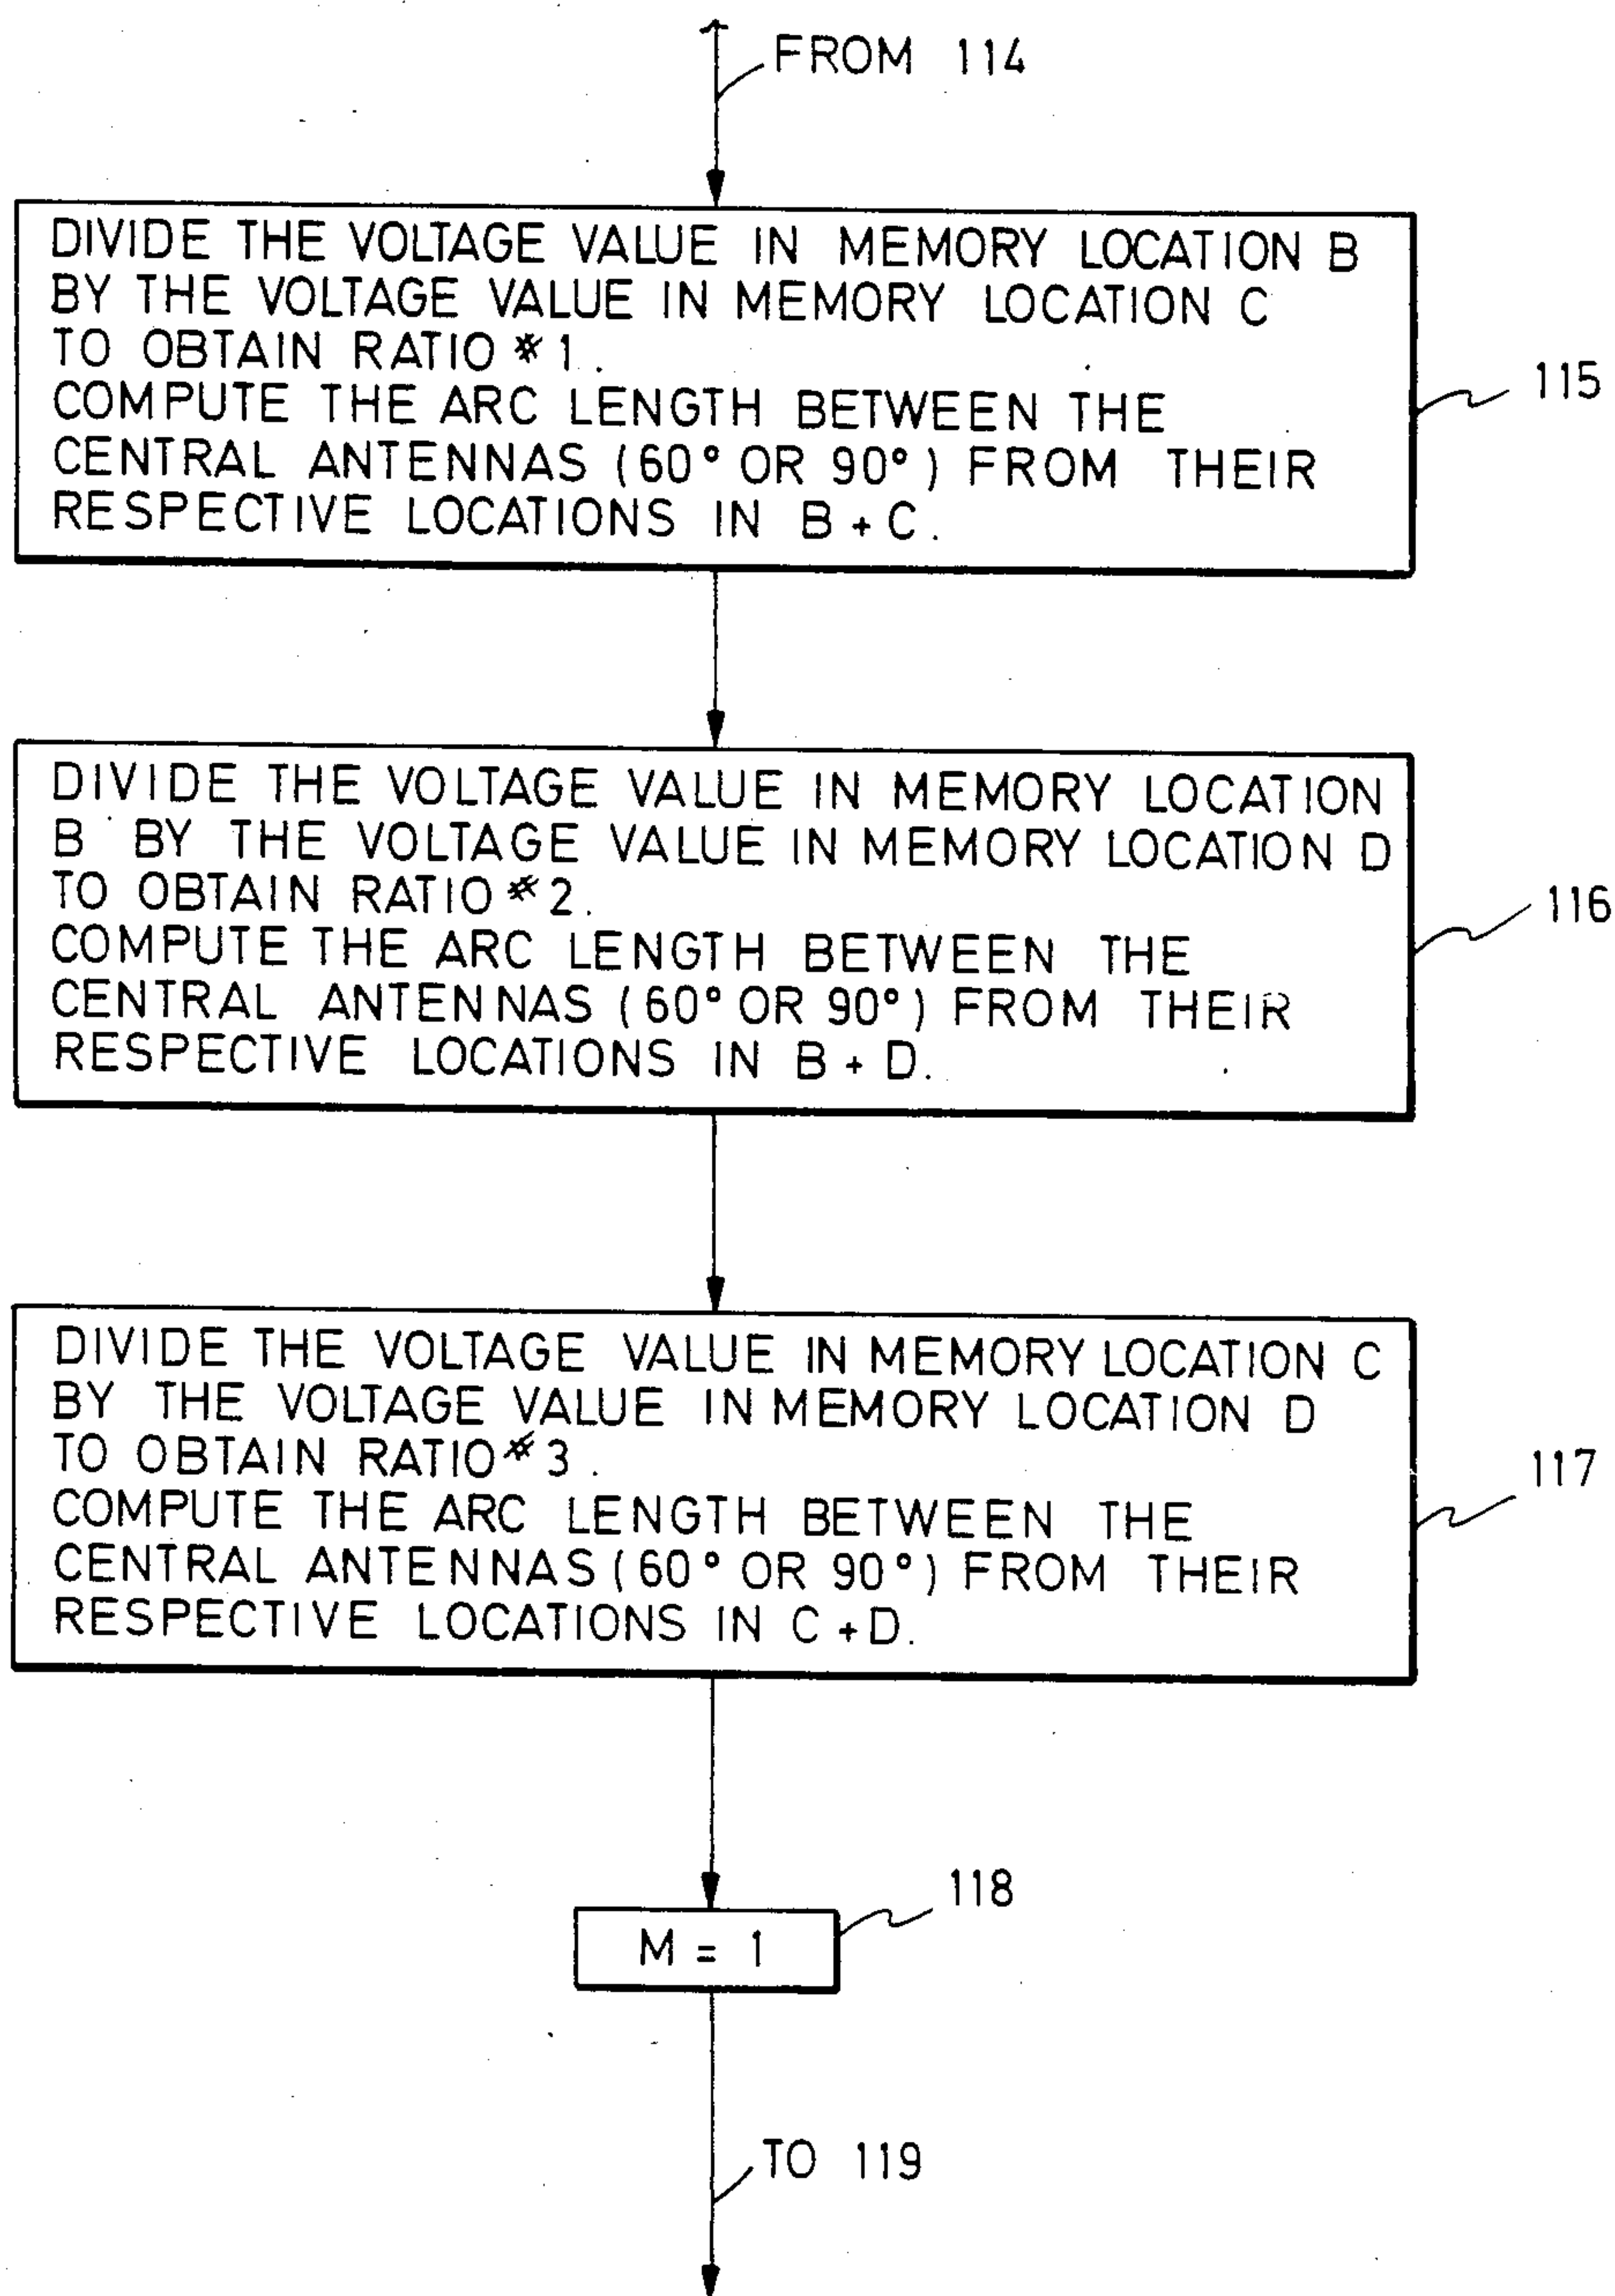 FROM 114
DIVIDE THE VOLTAGE VALUE IN MEMORY LOCATION B
BY THE VOLTAGE VALUE IN MEMORY LOCATION C
TO OBTAIN RATIO #1.
COMPUTE THE ARC LENGTH BETWEEN THE
CENTRAL ANTENNAS (60° OR 90°) FROM THEIR
RESPECTIVE LOCATIONS IN B + C.
115
DIVIDE THE VOLTAGE VALUE IN MEMORY LOCATION
B BY THE VOLTAGE VALUE IN MEMORY LOCATION D
TO OBTAIN RATIO #2.
COMPUTE THE ARC LENGTH BETWEEN THE
CENTRAL ANTENNAS (60° OR 90°) FROM THEIR
RESPECTIVE LOCATIONS IN B + D.
116
DIVIDE THE VOLTAGE VALUE IN MEMORY LOCATION C
BY THE VOLTAGE VALUE IN MEMORY LOCATION D
TO OBTAIN RATIO #3.
COMPUTE THE ARC LENGTH BETWEEN THE
CENTRAL ANTENNAS (60° OR 90°) FROM THEIR
RESPECTIVE LOCATIONS IN C + D.
117
118
M = 1
TO 119